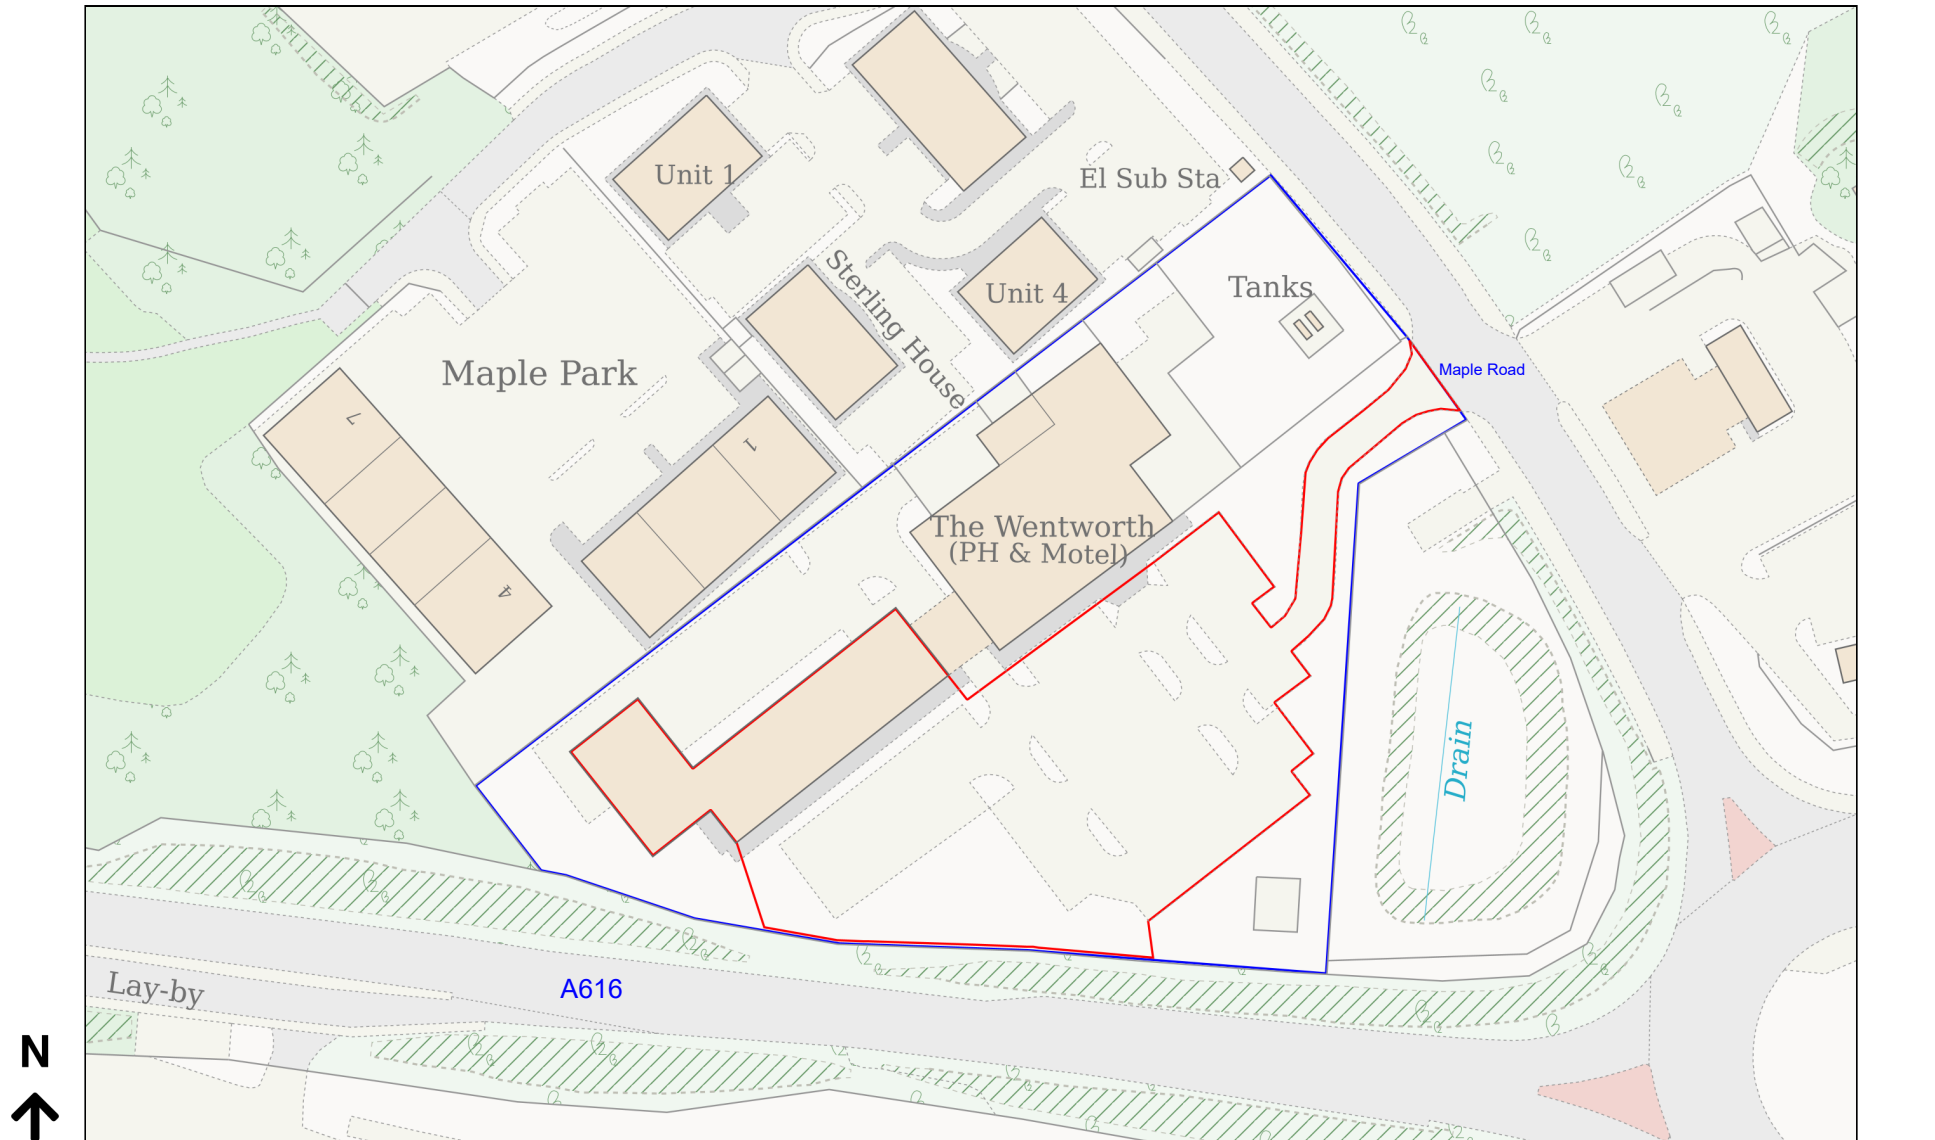 Unit 1
El Sub Sta
Sterling House
Unit 4
Tanks
Maple Park
Maple Road
7
1
4
The Wentworth
(PH & Motel)
Drain
A616
Lay-by
N